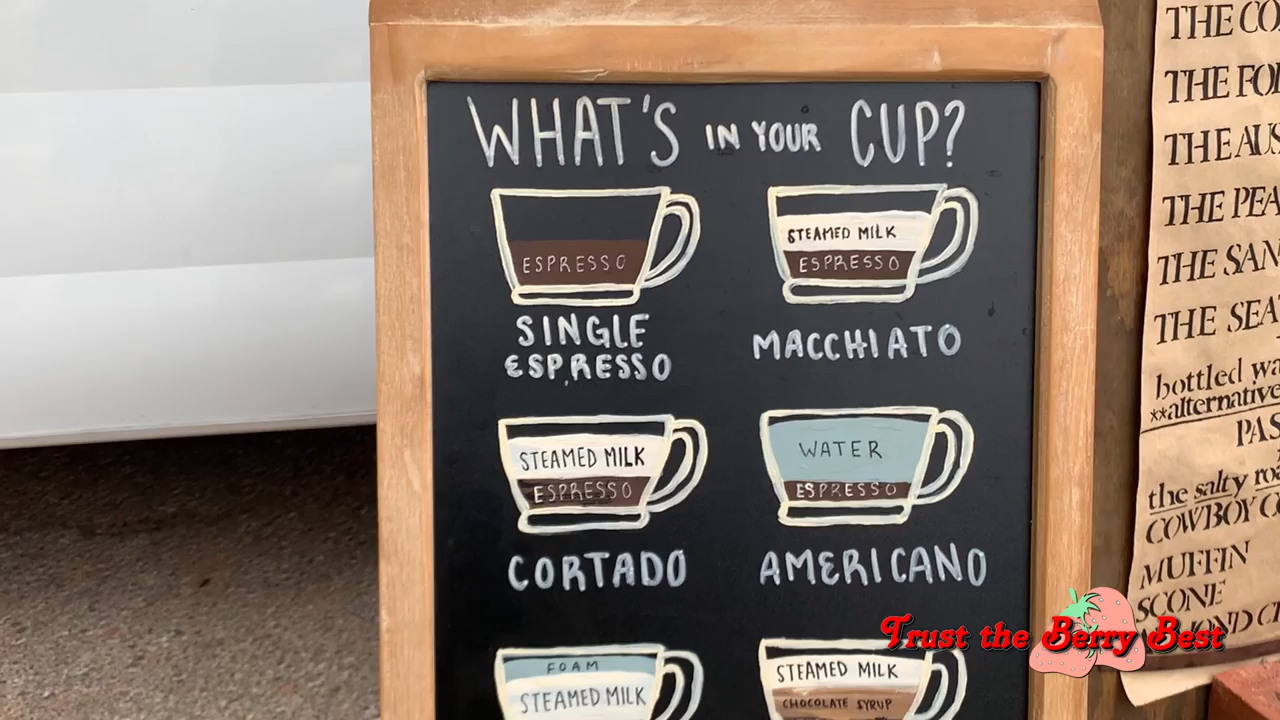 WHAT'S IN YOUR CUP?
ESPRESSO
SINGLE
ESPRESSO
STEAMED MILK
ESPRESSO
MACCHIATO
STEAMED MILK
ESPRESSO
CORTADO
WATER
ESPRESSO
AMERICANO
FOAM
STEAMED MILK
STEAMED MILK
CHOCOLATE SYRUP
THE
THE
THE
THE
THE
THE
bottled
PAS
the salty
COWBOY
MUFFIN
SCONE
Trust the Berry Best